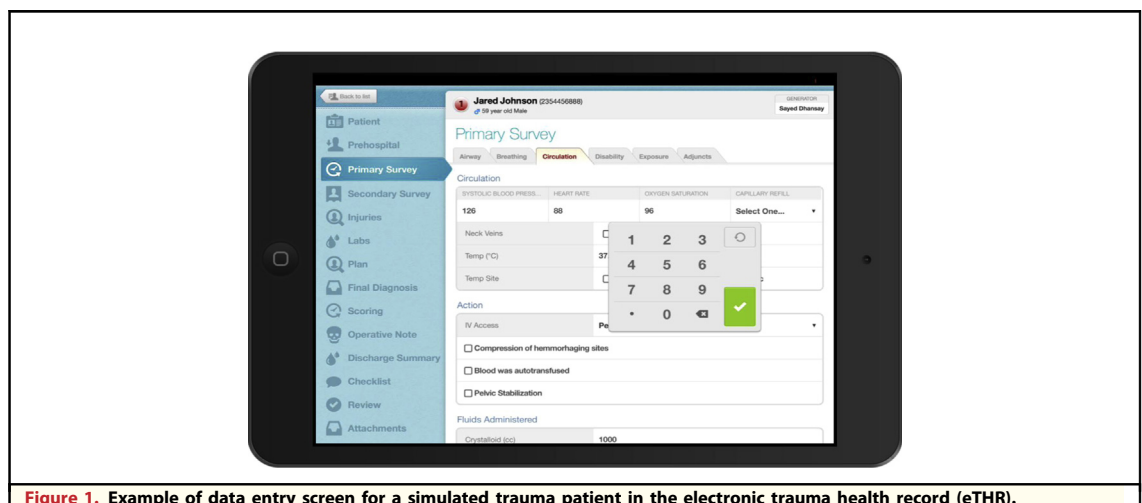 Back to list
Patient
Prehospital
Primary Survey
Secondary Survey
Injuries
Labs
Plan
Final Diagnosis
Scoring
Operative Note
Discharge Summary
Checklist
Review
Attachments
1 Jared Johnson (2354456888)
59 year old Male
GENERATOR
Sayed Dhansay
Primary Survey
Airway Breathing Circulation Disability Exposure Adjuncts
Circulation
SYSTOLIC BLOOD PRESS... HEART RATE OXYGEN SATURATION CAPILLARY REFILL
126 88 96 Select One...
Neck Veins
Temp (°C) 37
Temp Site
1 2 3
4 5 6
7 8 9
. 0
Action
IV Access Pe
Compression of hemmorhaging sites
Blood was autotransfused
Pelvic Stabilization
Fluids Administered
Crystalloid (cc) 1000
Figure 1. Example of data entry screen for a simulated trauma patient in the electronic trauma health record (eTHR).